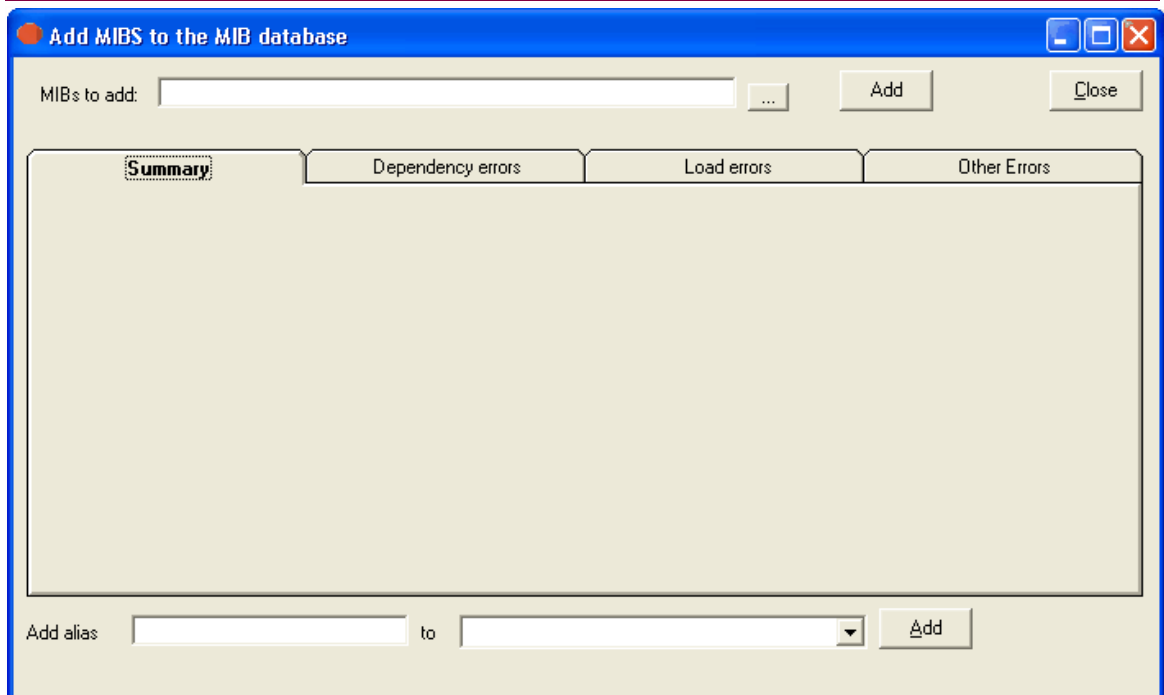 Add MIBS to the MIB database
MIBs to add: ... Add Close
Summary Dependency errors Load errors Other Errors
Add alias to Add